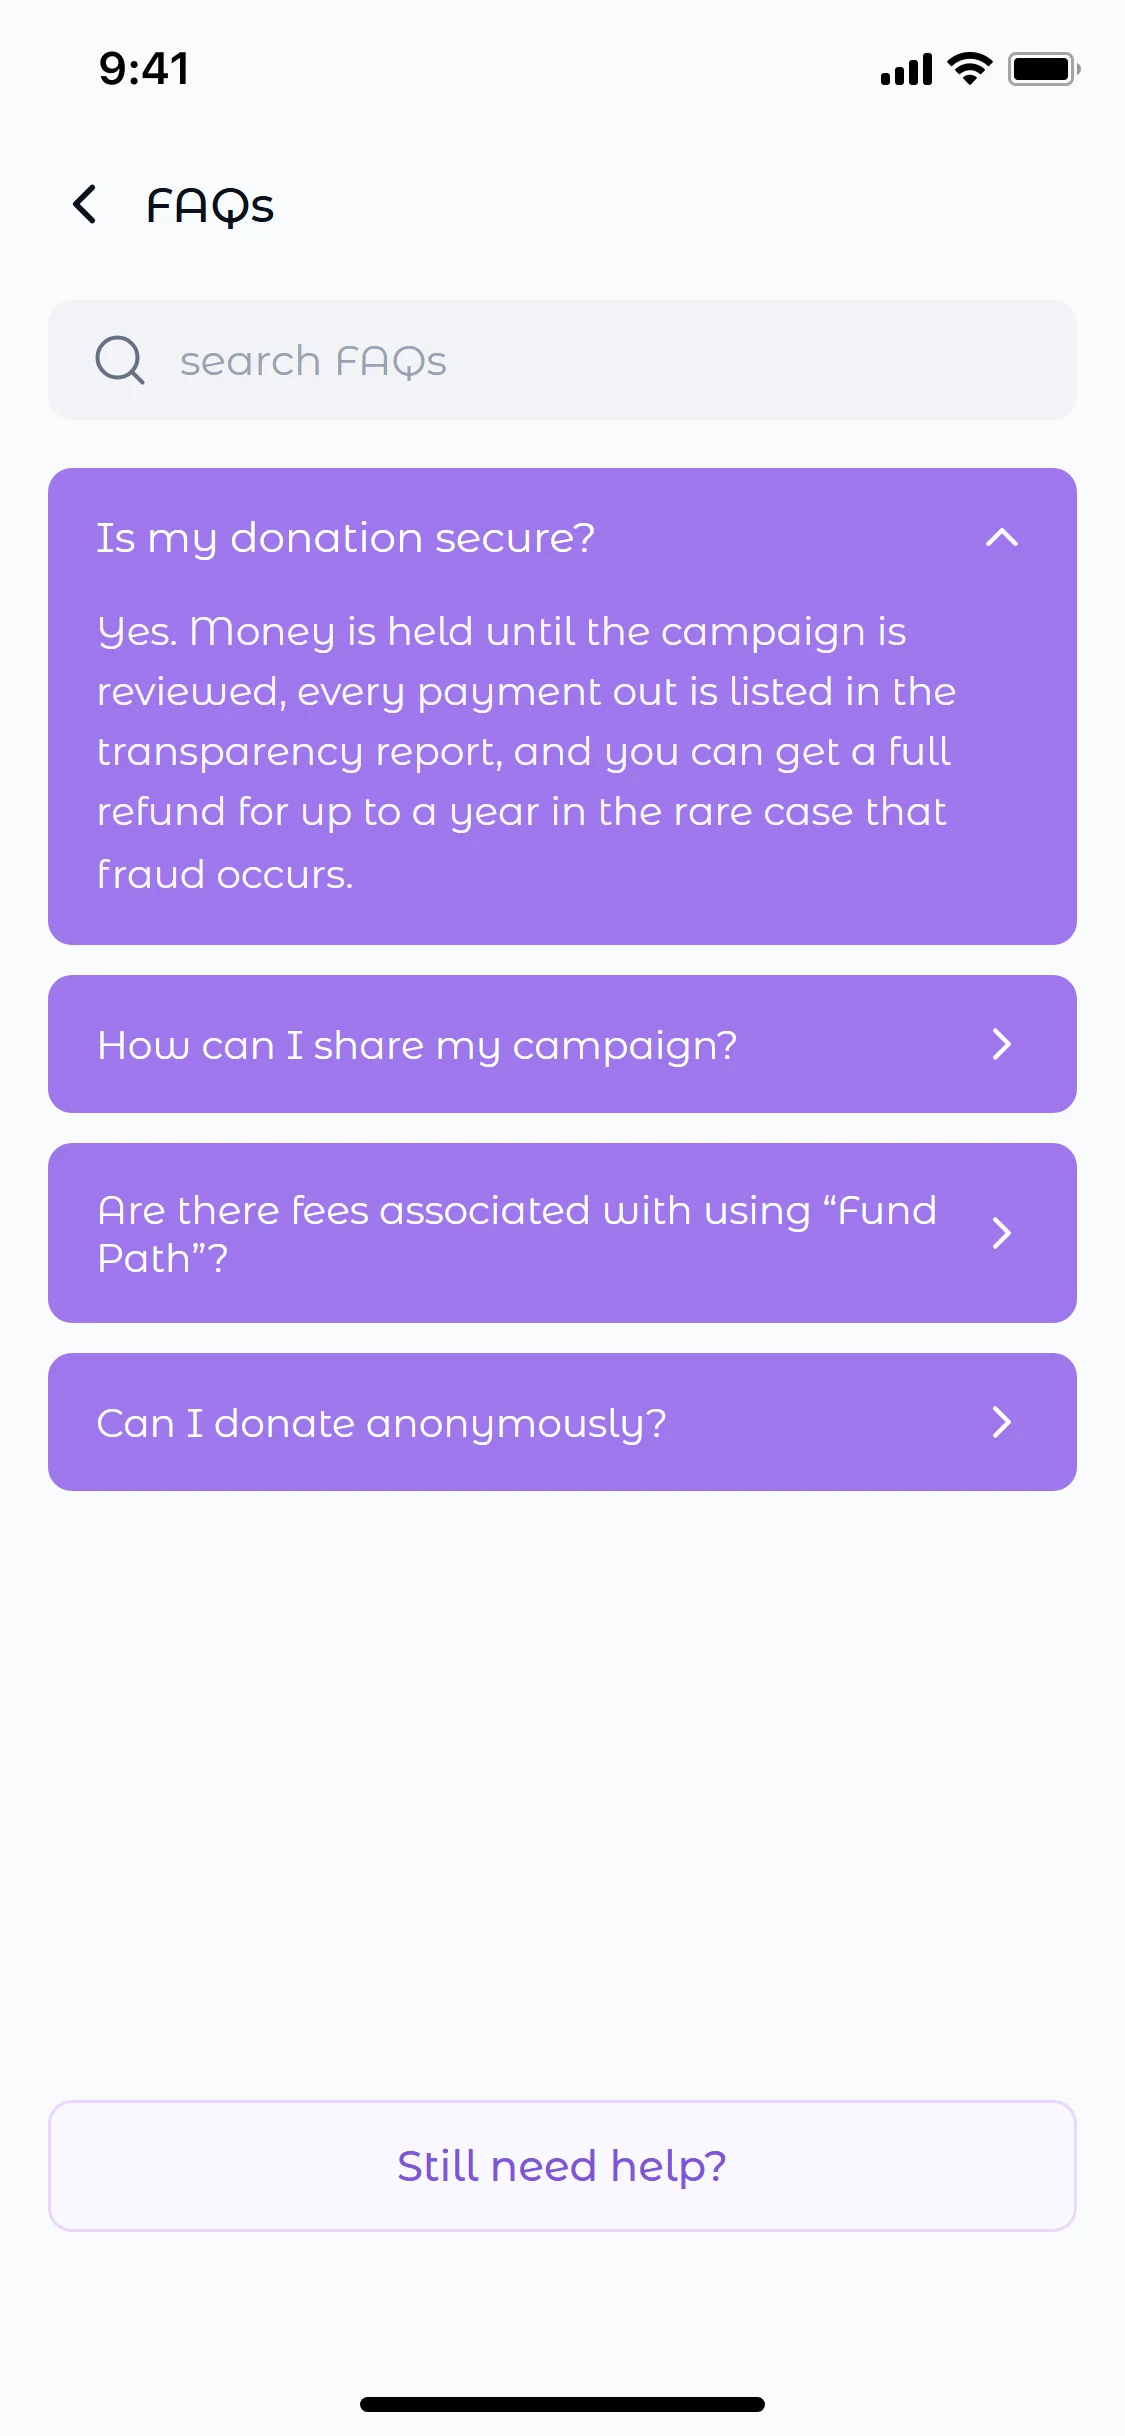 9:41
FAQs
search FAQs
Is my donation secure?
Yes. Money is held until the campaign is
reviewed, every payment out is listed in the
transparency report, and you can get a full
refund for up to a year in the rare case that
fraud occurs.
How can I share my campaign?
Are there fees associated with using “Fund
Path”?
Can I donate anonymously?
Still need help?